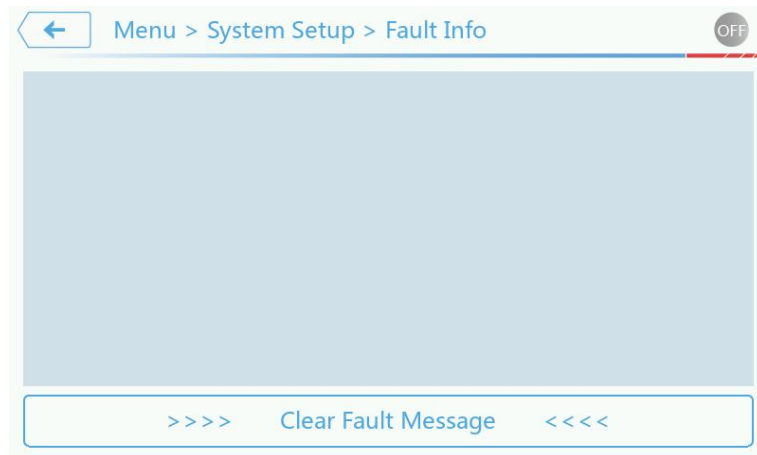 Menu > System Setup > Fault Info OFF
>>>> Clear Fault Message <<<<